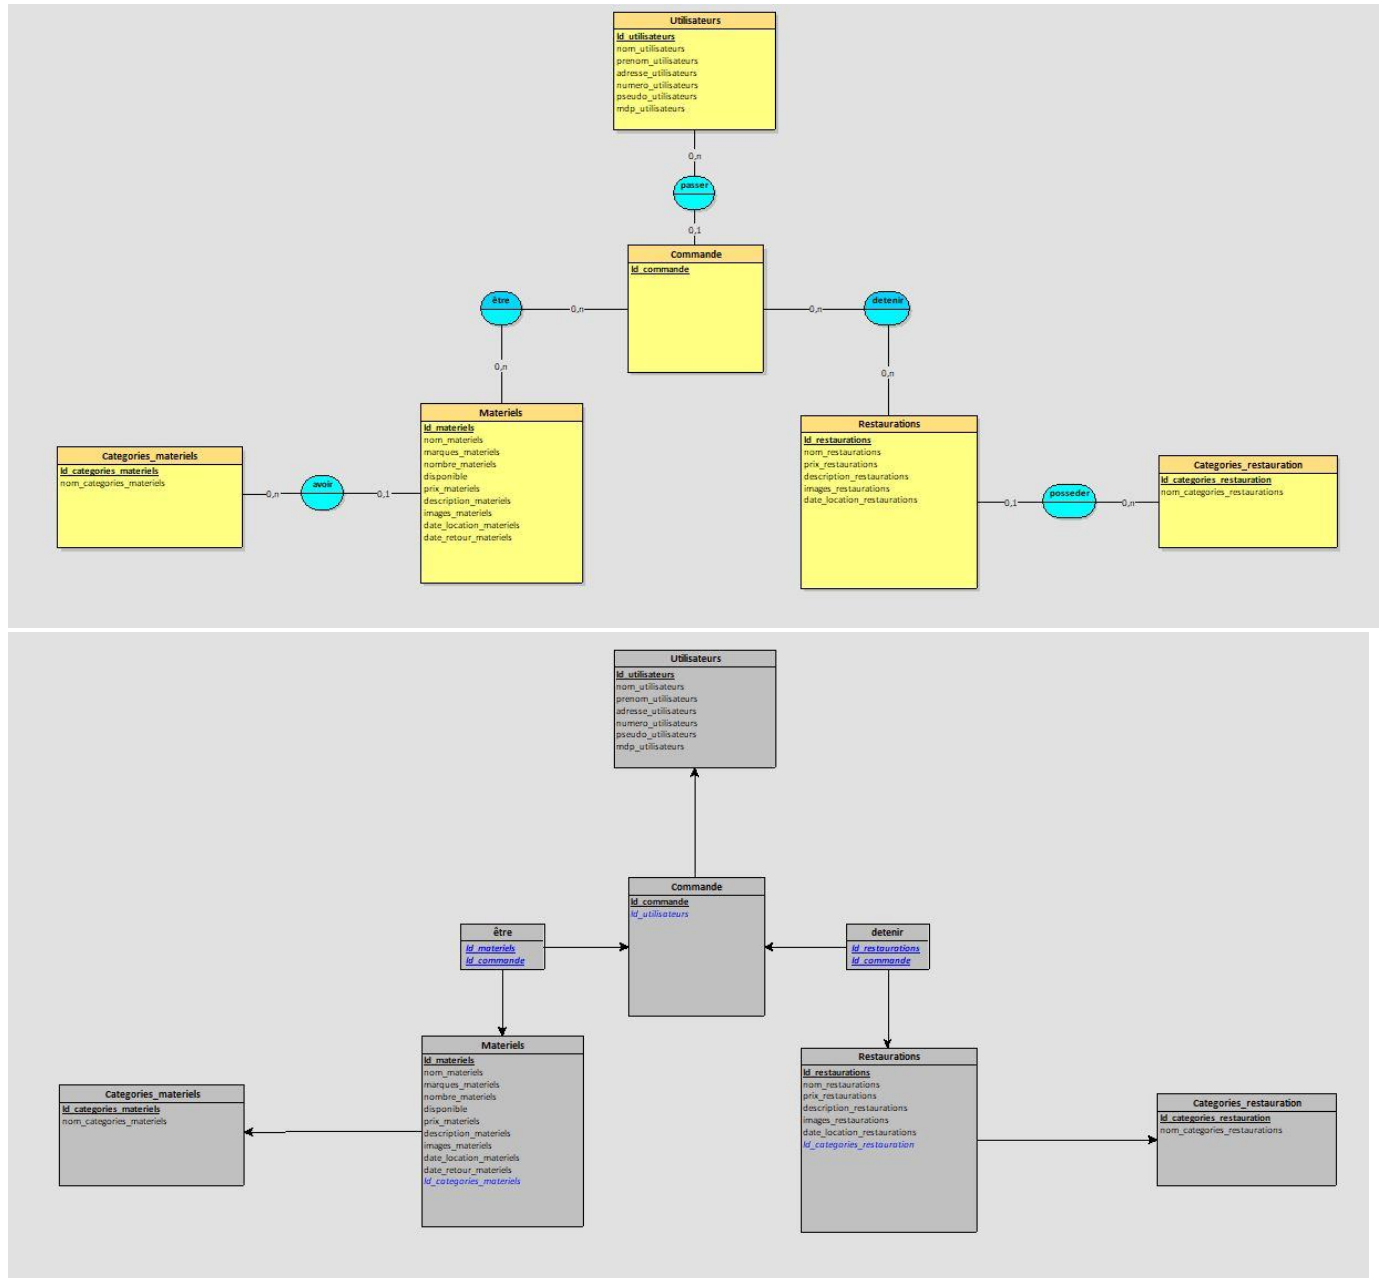 Utilisateurs
Id_utilisateurs
nom_utilisateurs
prenom_utilisateurs
adresse_utilisateurs
numero_utilisateurs
pseudo_utilisateurs
mdp_utilisateurs
0,n
passer
0,1
Commande
Id_commande
être
0,n
0,n
detenir
0,n
0,n
Materiels
Id_materiels
nom_materiels
marques_materiels
nombre_materiels
disponible
prix_materiels
description_materiels
images_materiels
date_location_materiels
date_retour_materiels
Restaurations
Id_restaurations
nom_restaurations
prix_restaurations
description_restaurations
images_restaurations
date_location_restaurations
Categories_materiels
Id_categories_materiels
nom_categories_materiels
0,n
avoir
0,1
0,1
posseder
0,n
Categories_restauration
Id_categories_restauration
nom_categories_restaurations
Utilisateurs
Id_utilisateurs
nom_utilisateurs
prenom_utilisateurs
adresse_utilisateurs
numero_utilisateurs
pseudo_utilisateurs
mdp_utilisateurs
Commande
Id_commande
Id_utilisateurs
être
Id_materiels
Id_commande
detenir
Id_restaurations
Id_commande
Materiels
Id_materiels
nom_materiels
marques_materiels
nombre_materiels
disponible
prix_materiels
description_materiels
images_materiels
date_location_materiels
date_retour_materiels
Id_categories_materiels
Restaurations
Id_restaurations
nom_restaurations
prix_restaurations
description_restaurations
images_restaurations
date_location_restaurations
Id_categories_restauration
Categories_materiels
Id_categories_materiels
nom_categories_materiels
Categories_restauration
Id_categories_restauration
nom_categories_restaurations